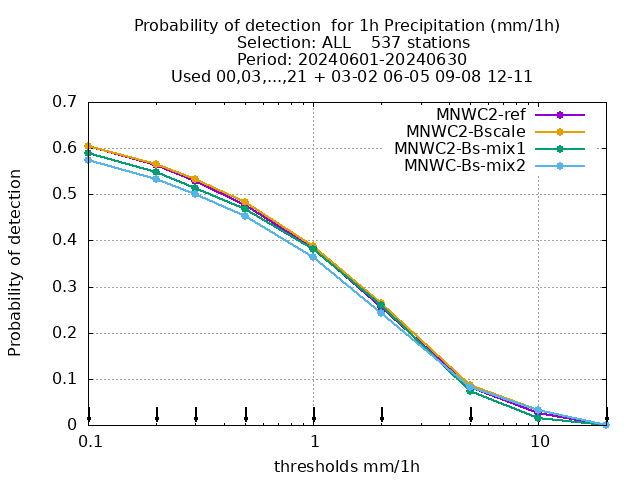 Probability of detection  for 1h Precipitation (mm/1h)
Selection: ALL    537 stations
Period: 20240601-20240630
Used 00,03,...,21 + 03-02 06-05 09-08 12-11
MNWC2-ref
MNWC2-Bscale
MNWC2-Bs-mix1
MNWC-Bs-mix2
Probability of detection
0.7
0.6
0.5
0.4
0.3
0.2
0.1
0
0.1
1
10
thresholds mm/1h